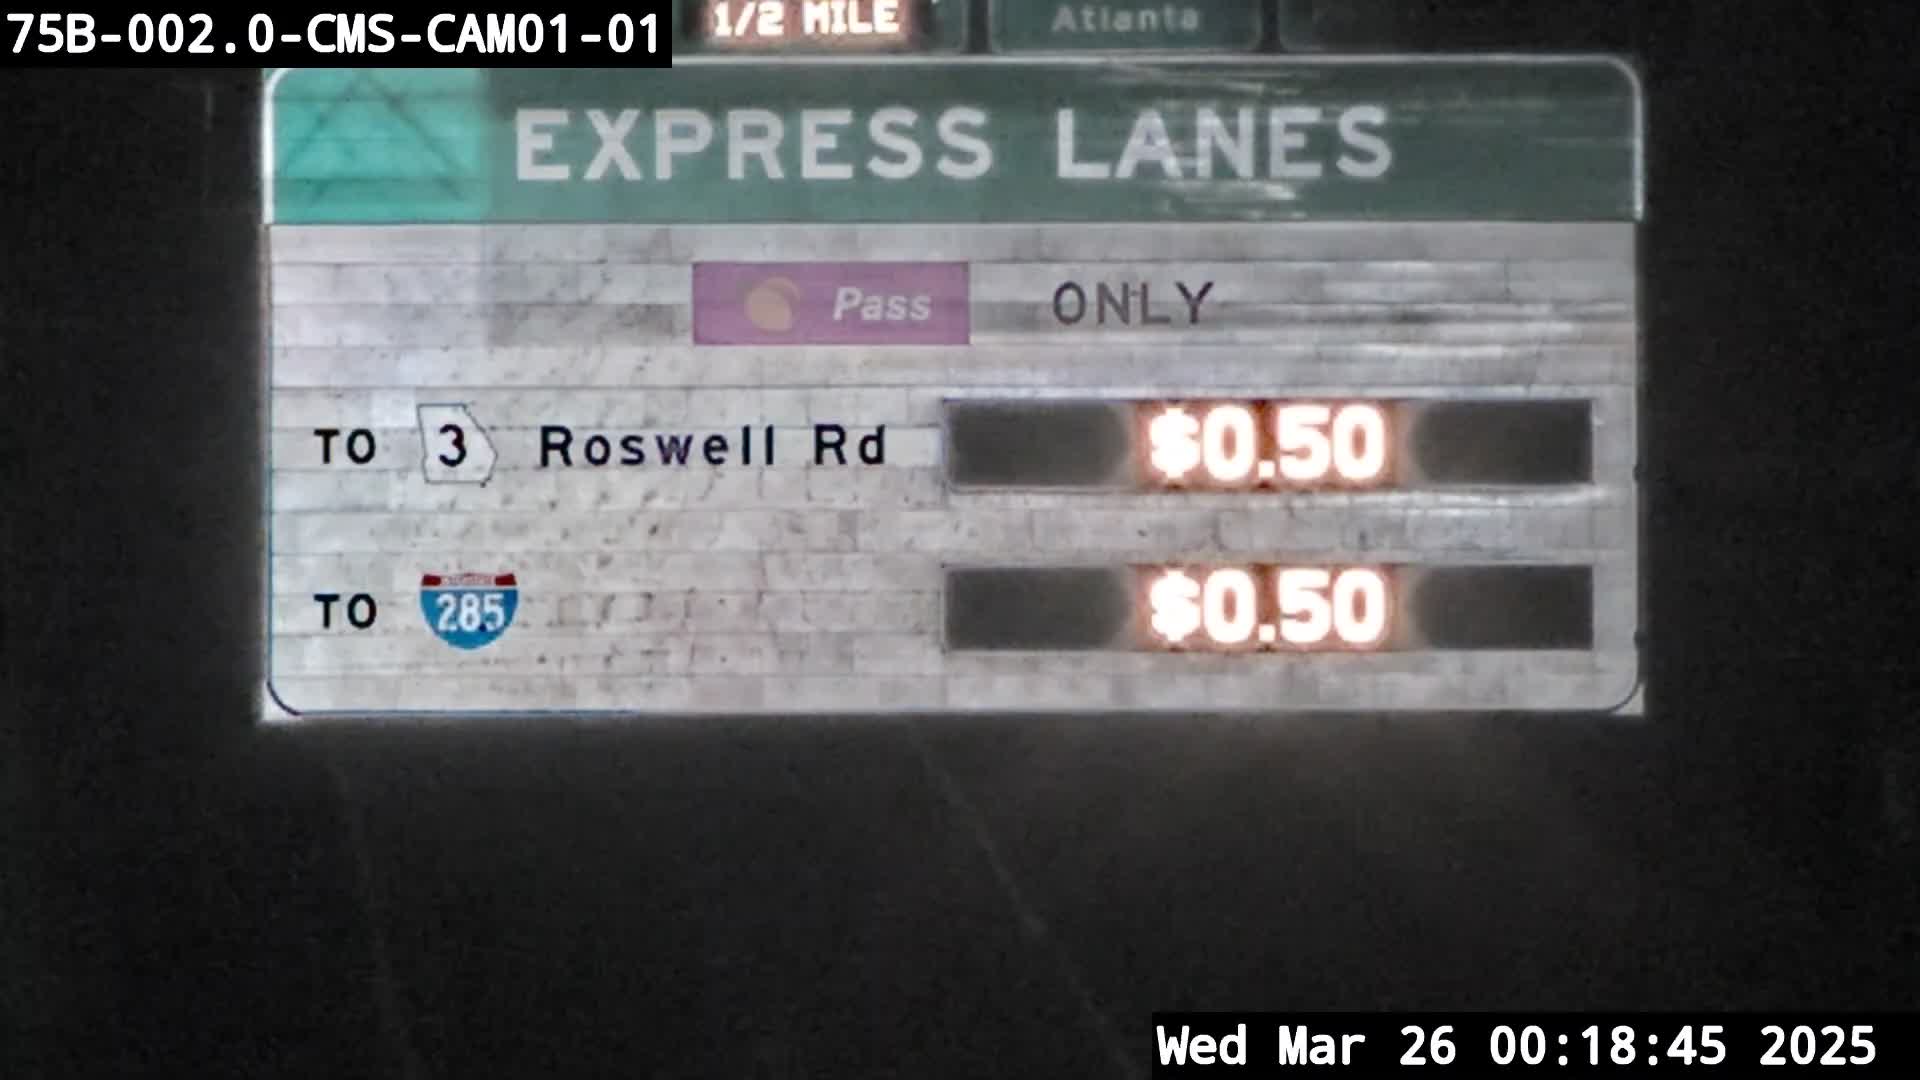 75B-002.0-CMS-CAM01-01
1/2 MILE
Atlanta
EXPRESS LANES
Pass ONLY
TO 3 Roswell Rd $0.50
TO 285 $0.50
Wed Mar 26 00:18:45 2025